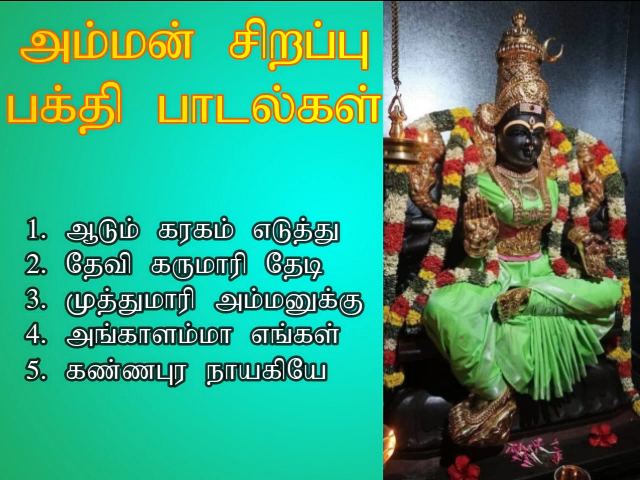 அம்மன் சிறப்பு
பக்தி பாடல்கள்
1. ஆடும் கரகம் எடுத்து
2. தேவி கருமாரி தேடி
3. முத்துமாரி அம்மனுக்கு
4. அங்காளம்மா எங்கள்
5. கண்ணபுர நாயகியே